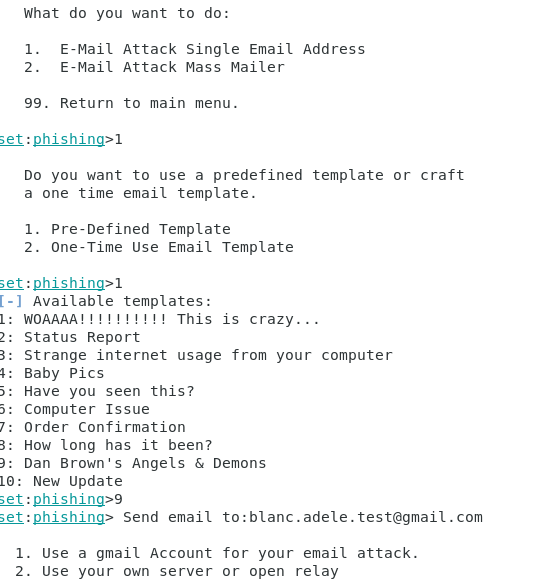 What do you want to do:
1. E-Mail Attack Single Email Address
2. E-Mail Attack Mass Mailer
99. Return to main menu.
set:phishing>1
Do you want to use a predefined template or craft
a one time email template.
1. Pre-Defined Template
2. One-Time Use Email Template
set:phishing>1
[-] Available templates:
1: WOAAAA!!!!!!!!!! This is crazy...
2: Status Report
3: Strange internet usage from your computer
4: Baby Pics
5: Have you seen this?
6: Computer Issue
7: Order Confirmation
8: How long has it been?
9: Dan Brown's Angels & Demons
10: New Update
set:phishing>9
set:phishing> Send email to:blanc.adele.test@gmail.com
1. Use a gmail Account for your email attack.
2. Use your own server or open relay